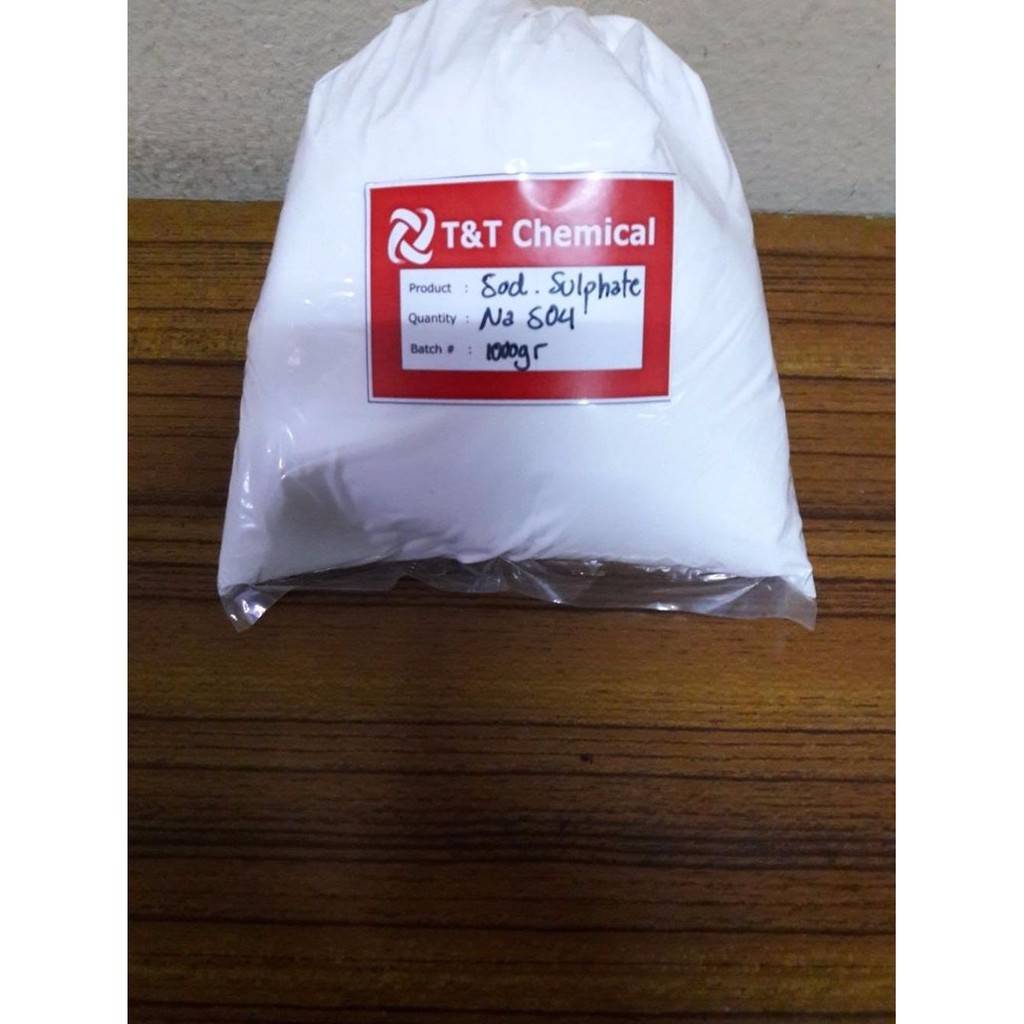 T&T Chemical
Product : Sod. Sulphate
Quantity : Na SO4
Batch # : 1000gr